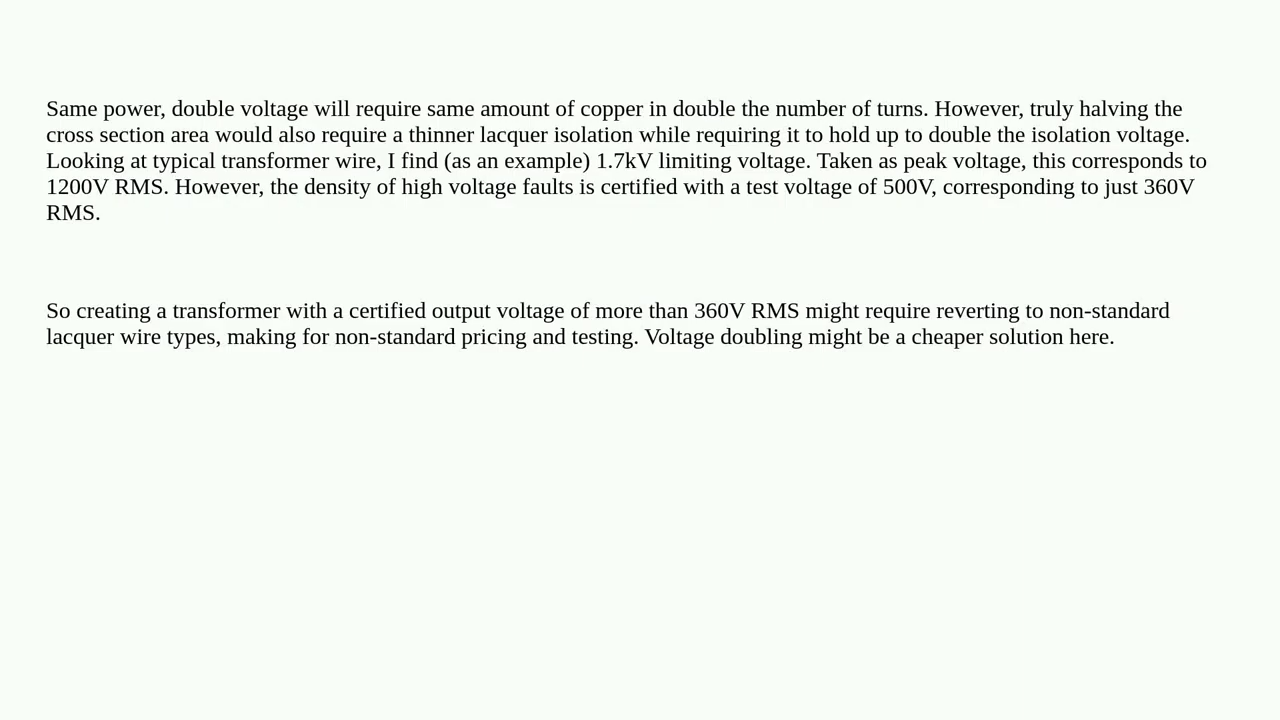 Same power, double voltage will require same amount of copper in double the number of turns. However, truly halving the
cross section area would also require a thinner lacquer isolation while requiring it to hold up to double the isolation voltage.
Looking at typical transformer wire, I find (as an example) 1.7kV limiting voltage. Taken as peak voltage, this corresponds to
1200V RMS. However, the density of high voltage faults is certified with a test voltage of 500V, corresponding to just 360V
RMS.
So creating a transformer with a certified output voltage of more than 360V RMS might require reverting to non-standard
lacquer wire types, making for non-standard pricing and testing. Voltage doubling might be a cheaper solution here.